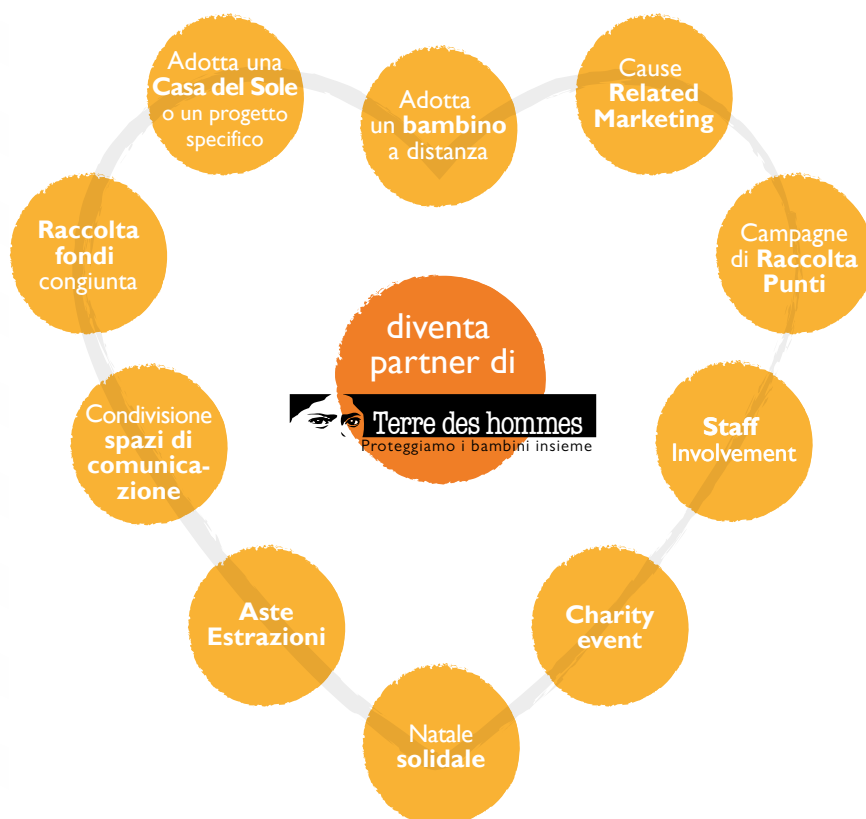 Adotta una
Casa del Sole
o un progetto
specifico
Adotta
un bambino
a distanza
Cause
Related
Marketing
Raccolta
fondi
congiunta
Campagne
di Raccolta
Punti
diventa
partner di
Terre des hommes
Proteggiamo i bambini insieme
Condivisione
spazi di
comunica-
zione
Staff
Involvement
Aste
Estrazioni
Charity
event
Natale
solidale